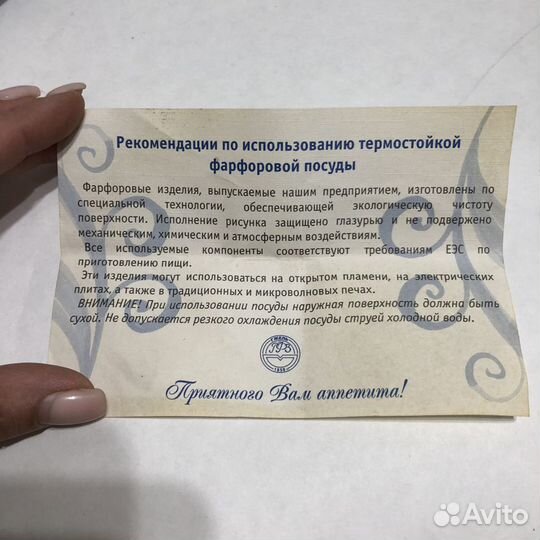 Рекомендации по использованию термостойкой
фарфоровой посуды
Фарфоровые изделия, выпускаемые нашим предприятием, изготовлены по
специальной технологии, обеспечивающей экологическую чистоту
поверхности. Исполнение рисунка защищено глазурью и не подвержено
механическим, химическим и атмосферным воздействиям.
Все используемые компоненты соответствуют требованиям ЕЭС по
приготовлению пищи.
Эти изделия могут использоваться на открытом пламени, на электрических
плитах, а также в традиционных и микроволновых печах.
ВНИМАНИЕ! При использовании посуды наружная поверхность должна быть
сухой. Не допускается резкого охлаждения посуды струей холодной воды.
Приятного Вам аппетита!
Avito